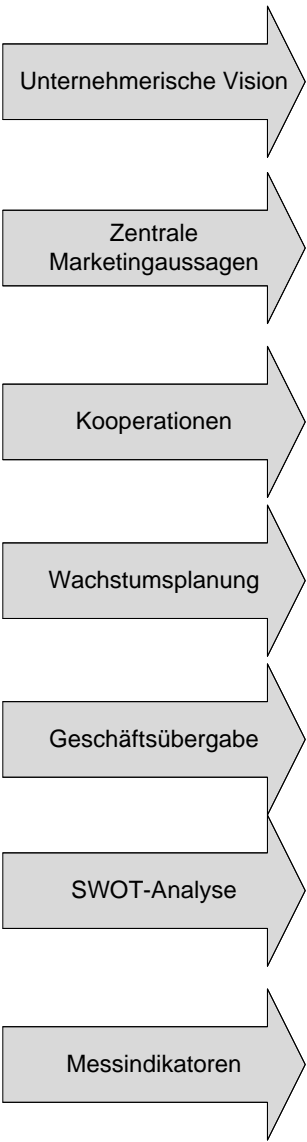 Unternehmerische Vision
Zentrale
Marketingaussagen
Kooperationen
Wachstumsplanung
Geschäftsübergabe
SWOT-Analyse
Messindikatoren